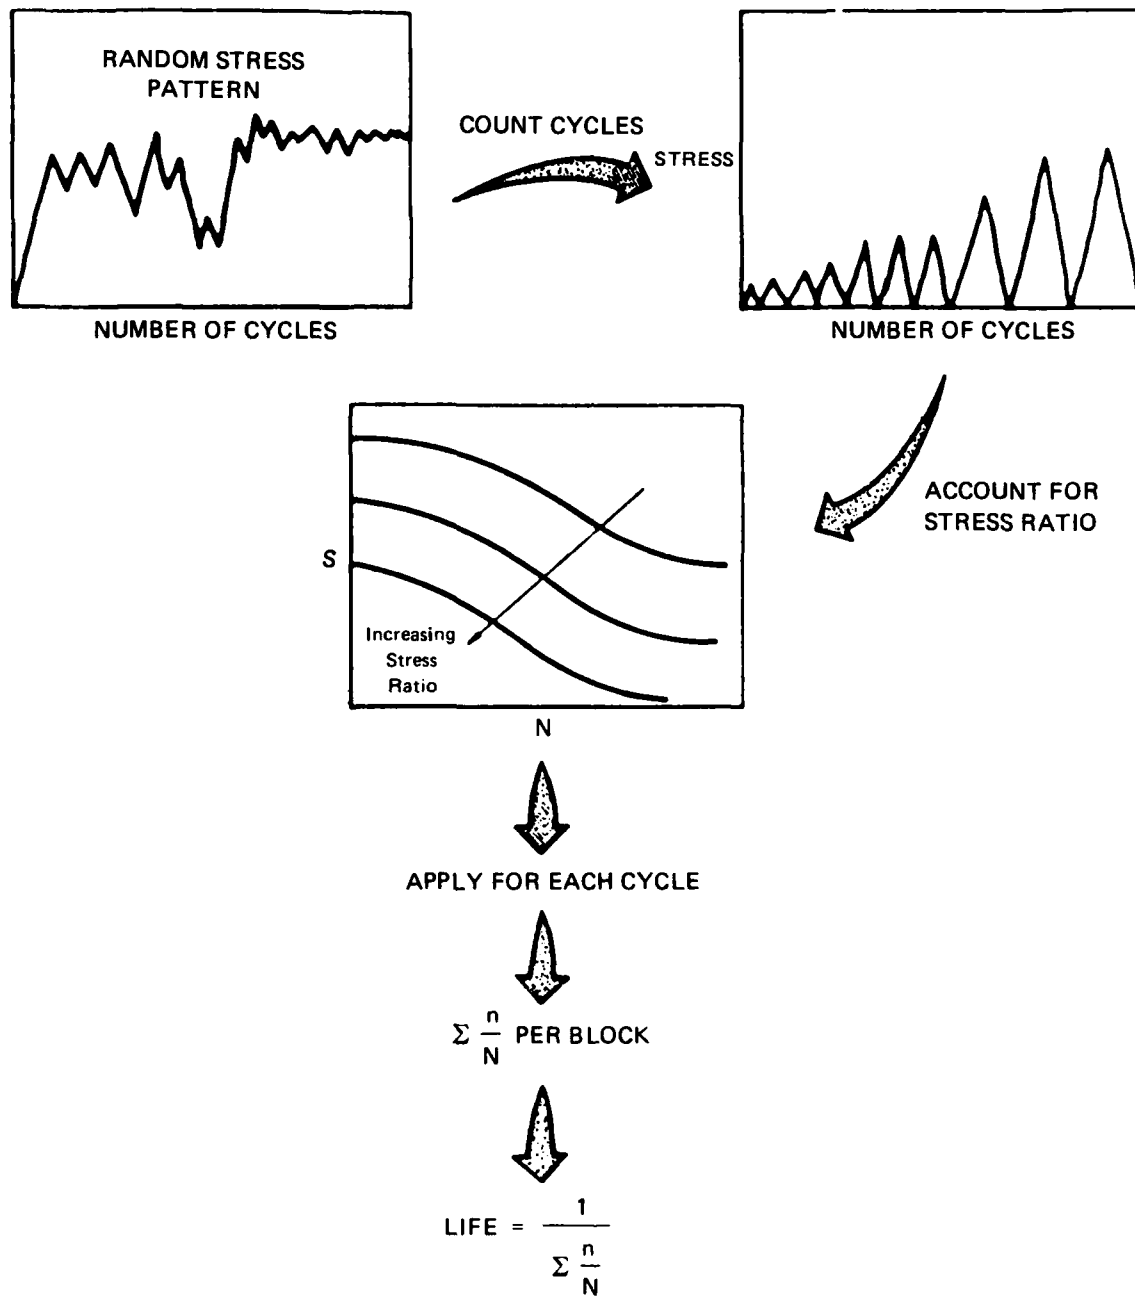 RANDOM STRESS
PATTERN
NUMBER OF CYCLES
COUNT CYCLES
STRESS
NUMBER OF CYCLES
ACCOUNT FOR
STRESS RATIO
S
Increasing
Stress
Ratio
N
APPLY FOR EACH CYCLE
Σ n/N PER BLOCK
LIFE = 1 / Σ n/N